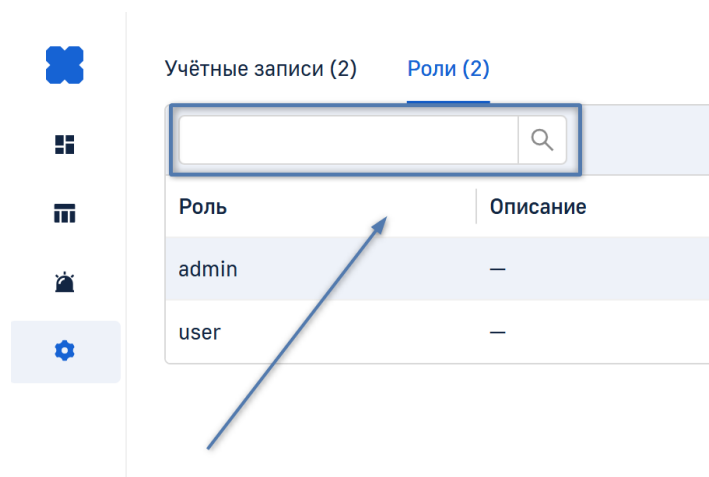 Учётные записи (2) Роли (2)
Роль Описание
admin —
user —